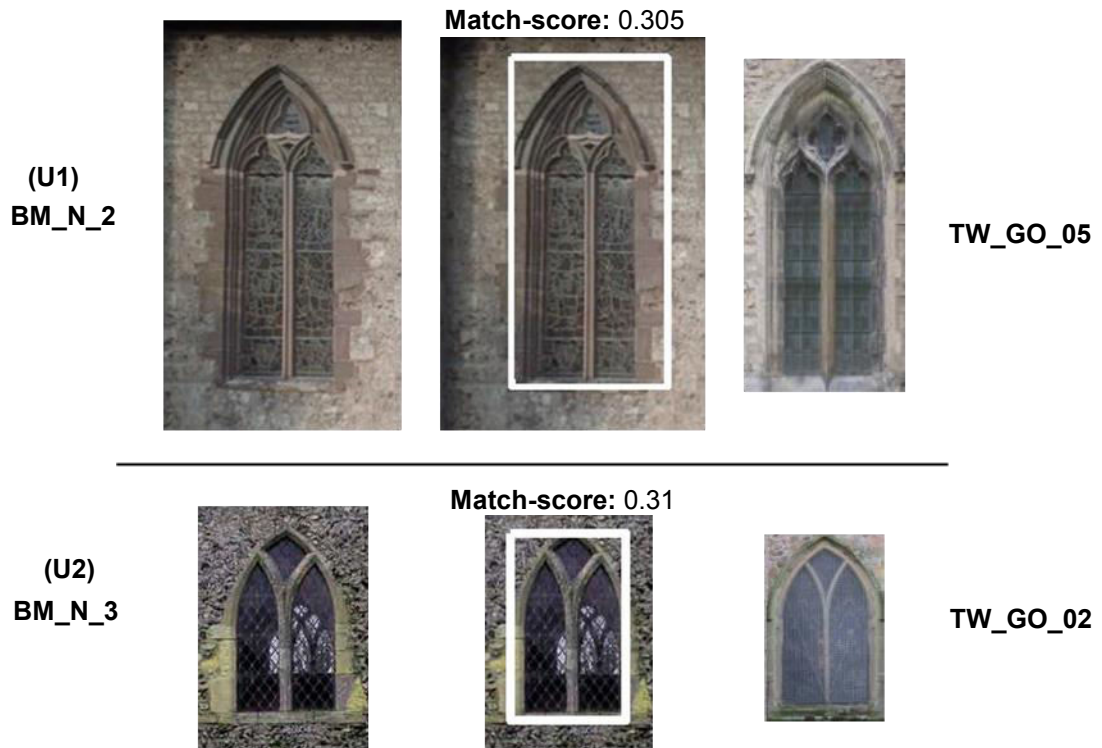 Match-score: 0.305
(U1)
BM_N_2
TW_GO_05
Match-score: 0.31
(U2)
BM_N_3
TW_GO_02